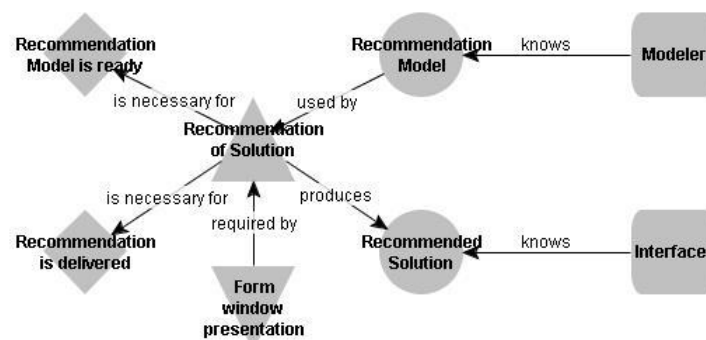 Recommendation
Model is ready
Recommendation
Model
knows
Modeler
is necessary for
used by
Recommendation
of Solution
is necessary for
produces
required by
Recommendation
is delivered
Recommended
Solution
knows
Interface
Form
window
presentation